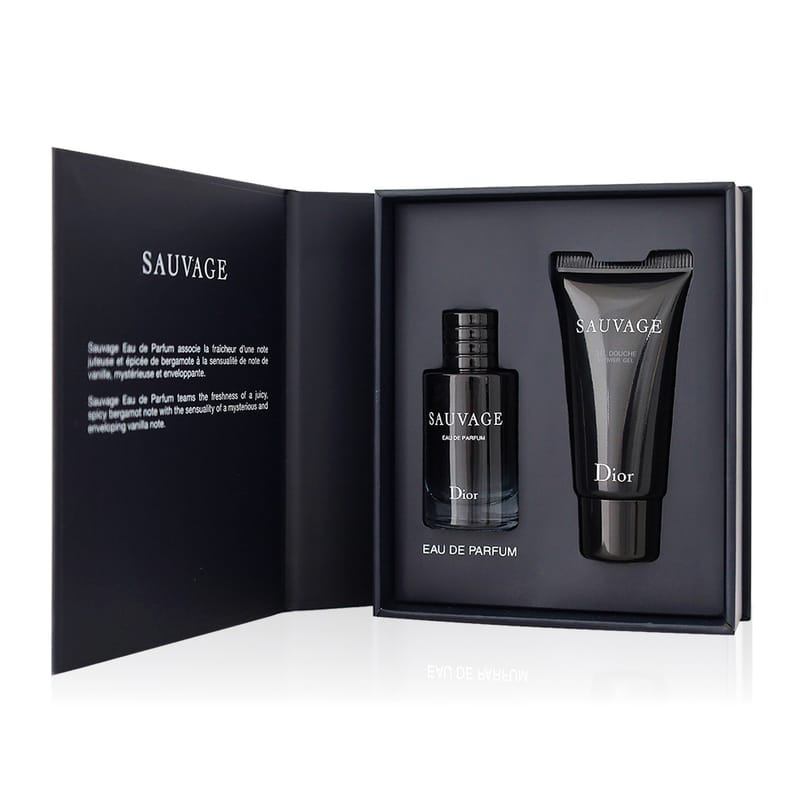 SAUVAGE
Sauvage Eau de Parfum associe la fraîcheur d'une note
juteuse et épicée de bergamote à la sensualité de note de
vanille, mystérieuse et enveloppante.
Sauvage Eau de Parfum teams the freshness of a juicy,
spicy bergamot note with the sensuality of a mysterious and
enveloping vanilla note.
SAUVAGE
EAU DE PARFUM
Dior
EAU DE PARFUM
SAUVAGE
GEL DOUCHE
SHOWER GEL
Dior